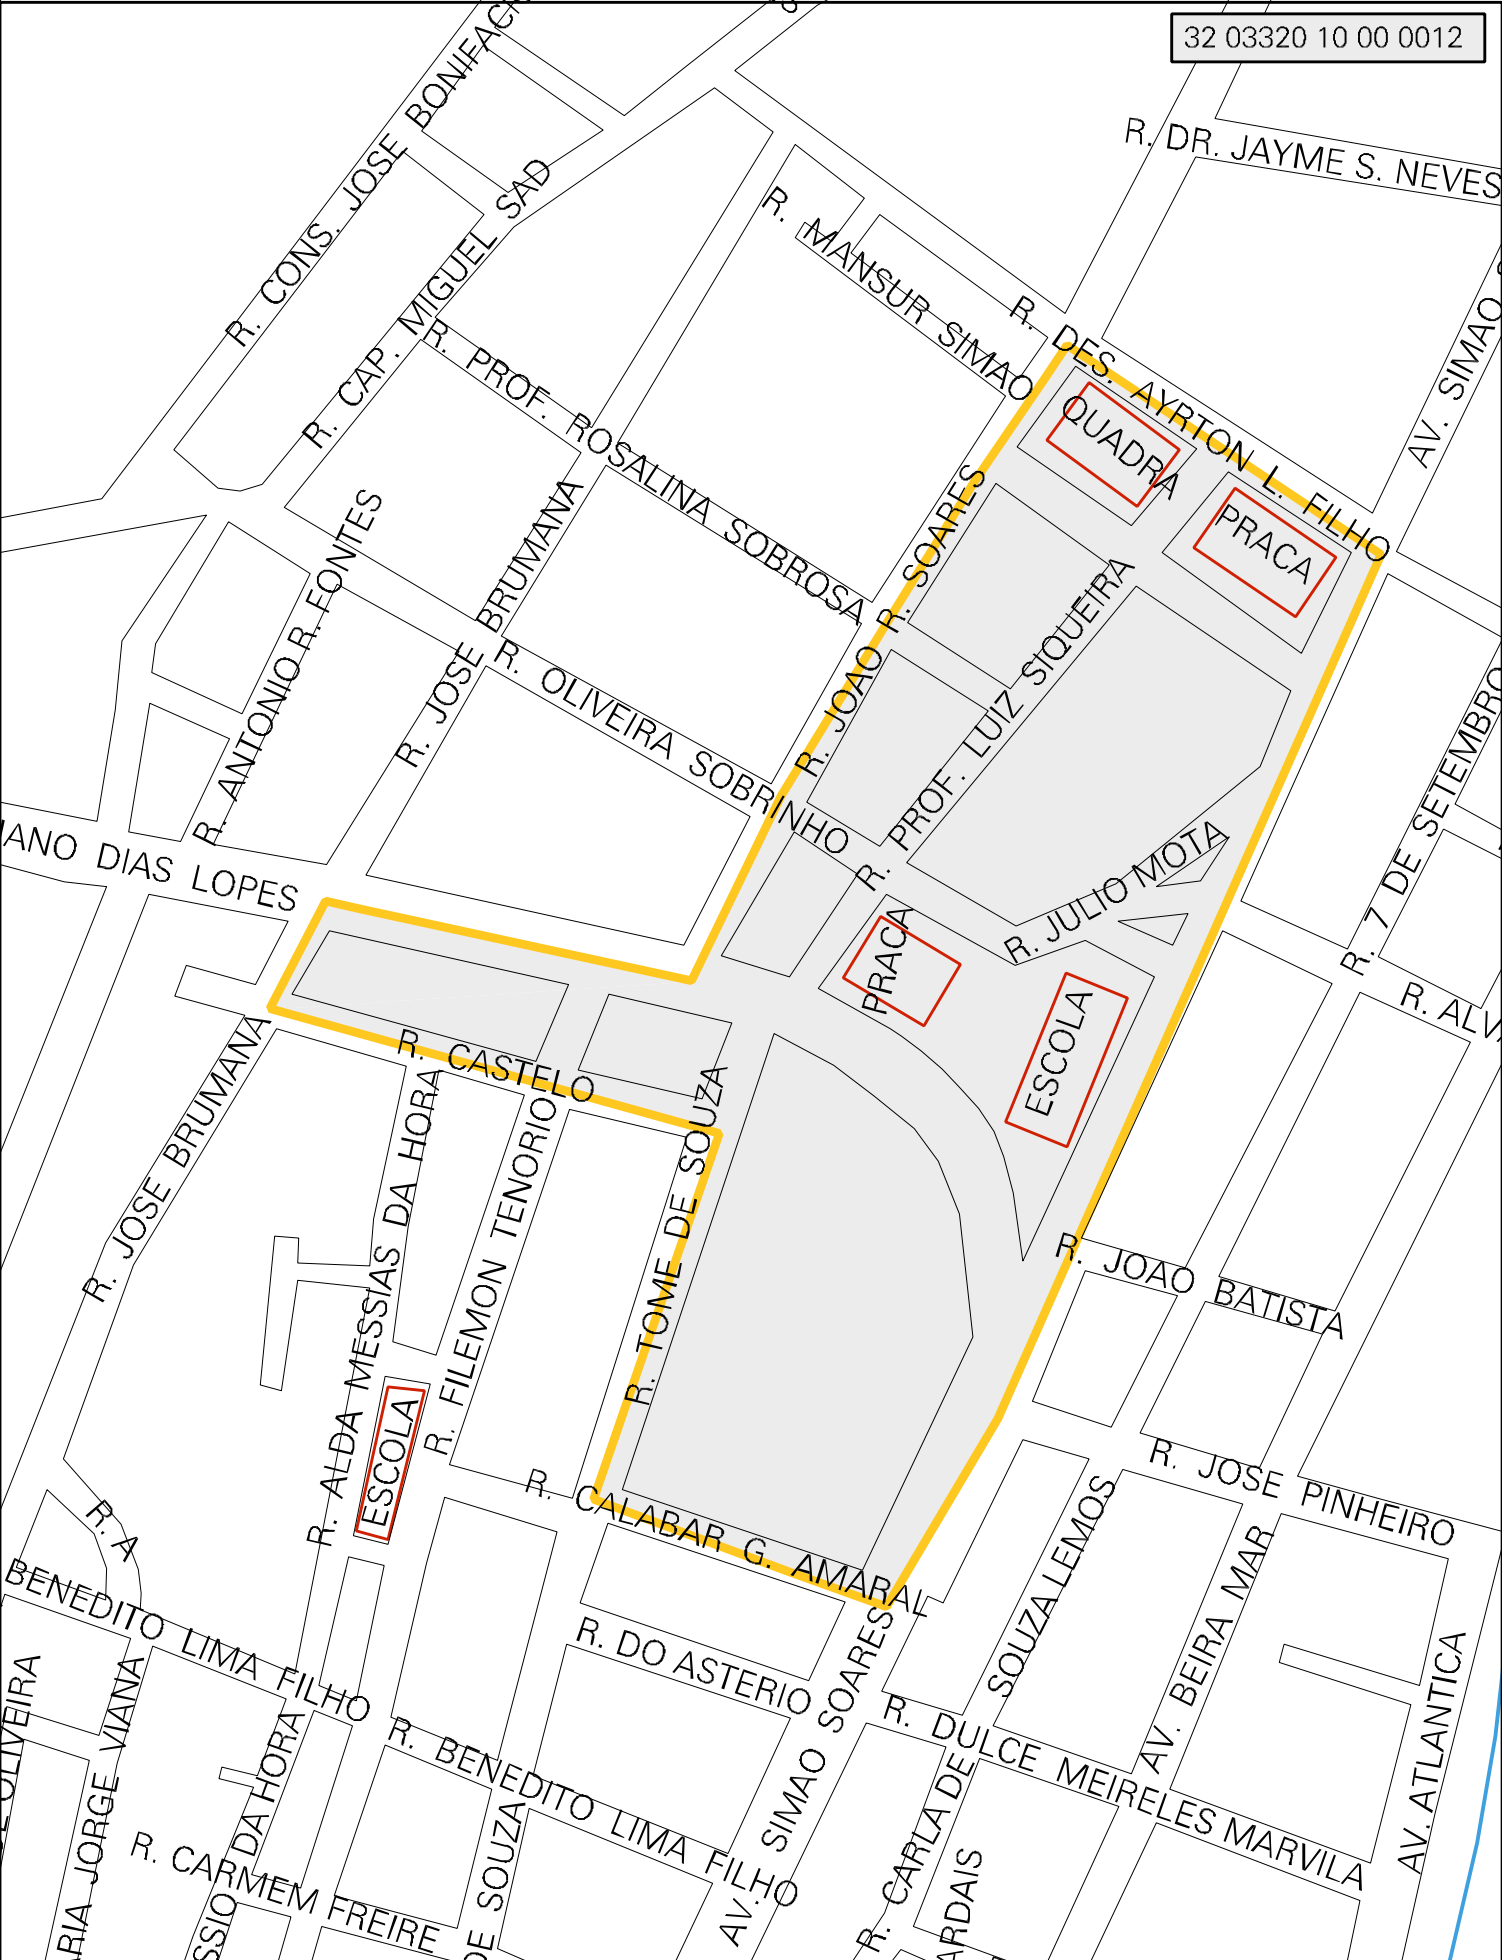 32 03320 10 00 0012
R. CONS. JOSE
R. DR. JAYME S. NEVES
R. CAP. MIGUEL SAD
R. MANSUR SIMAO
R. DES. AYRTON L. FILHO
AV. SIMAO
R. PROF. ROSALINA SOBROSA
QUADRA
PRACA
R. ANTONIO R. FONTES
R. JOSE BRUMANA
R. JOAO R. SOARES
R. PROF. LUIZ SIQUEIRA
R. OLIVEIRA SOBRINHO
R. 7 DE SETEMBRO
DIAS LOPES
R. JULIO MOTA
PRACA
ESCOLA
R. CASTELO
R. JOSE BRUMANA
R. ALDA MESSIAS DA HORA
R. FILEMON TENORIO
R. TOME DE SOUZA
R. JOAO BATISTA
ESCOLA
R. A
R. CALABAR G. AMARAL
R. JOSE PINHEIRO
SOUZA LEMOS
AV. BEIRA MAR
BENEDITO LIMA FILHO
R. DO ASTERIO
AV. SIMAO SOARES
R. DULCE MEIRELES MARVILA
AV. ATLANTICA
OLIVEIRA
JORGE VIANA
DA HORA
R. BENEDITO LIMA FILHO
R. CARMEM FREIRE
DE SOUZA
R. CARLA DE